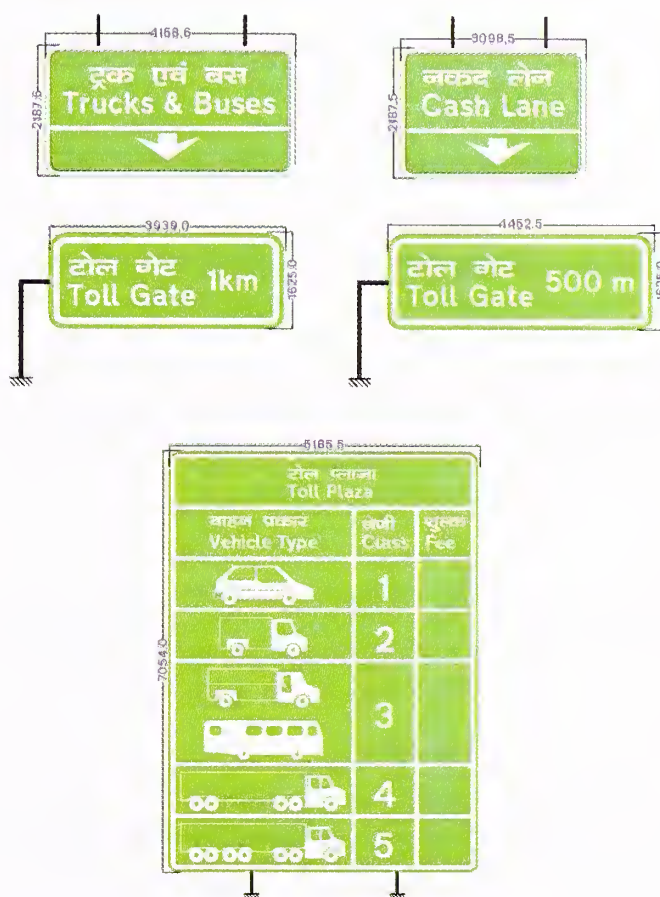 4168.6
3098.5
2187.6
ट्रक एवं बस
Trucks & Buses
2187.5
नकद लेन
Cash Lane
3939.0
4452.5
टोल गेट
Toll Gate 1km
1625.0
टोल गेट
Toll Gate 500 m
1625.0
5185.5
टोल प्लाजा
Toll Plaza
वाहन प्रकार श्रेणी शुल्क
Vehicle Type Class Fee
1
2
7054.0
3
4
5